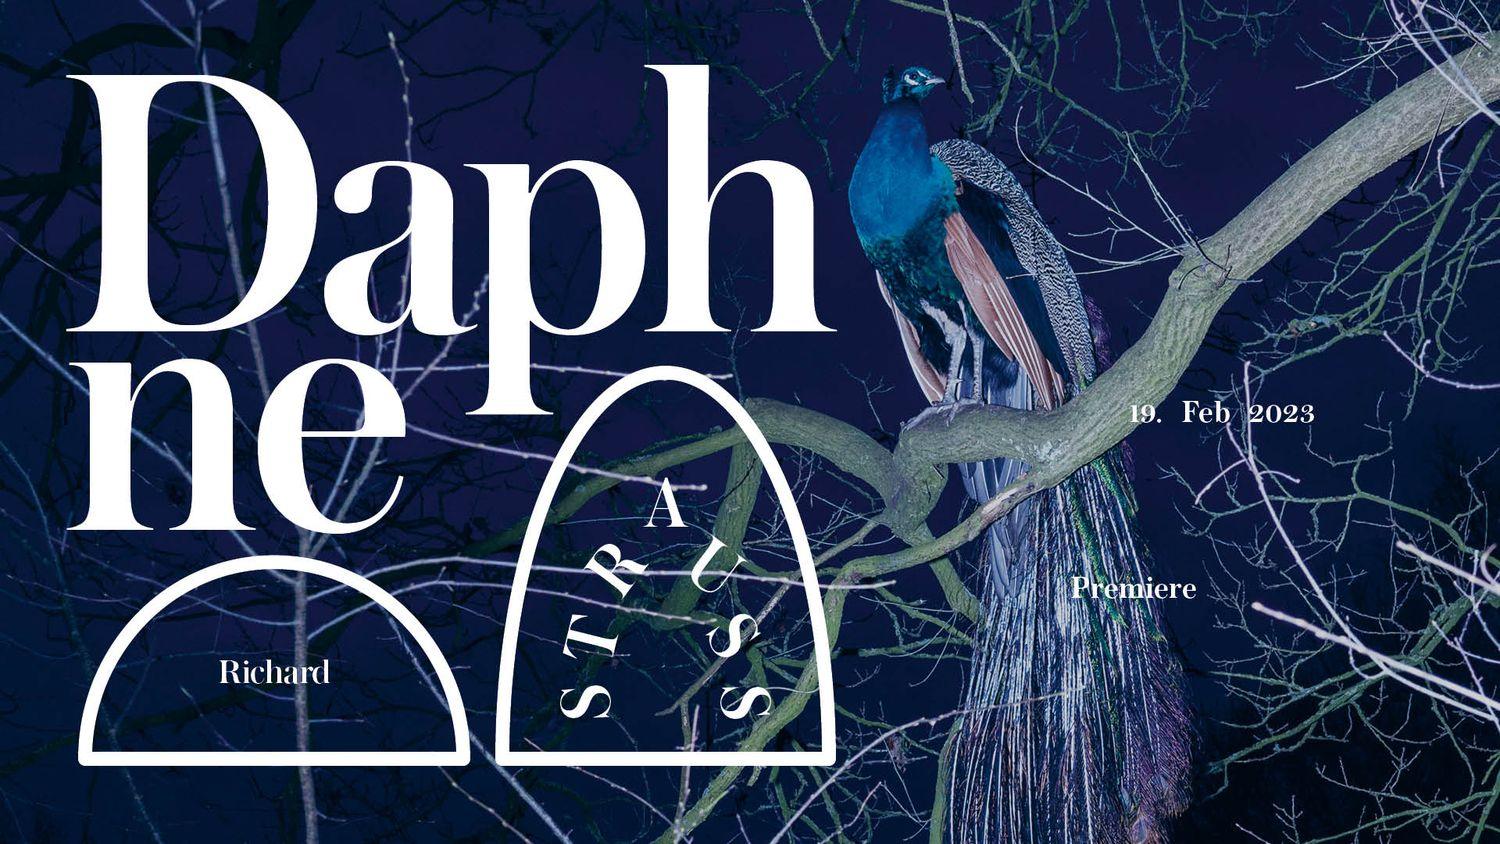 Daph
ne
Richard
STRAUSS
19. Feb 2023
Premiere